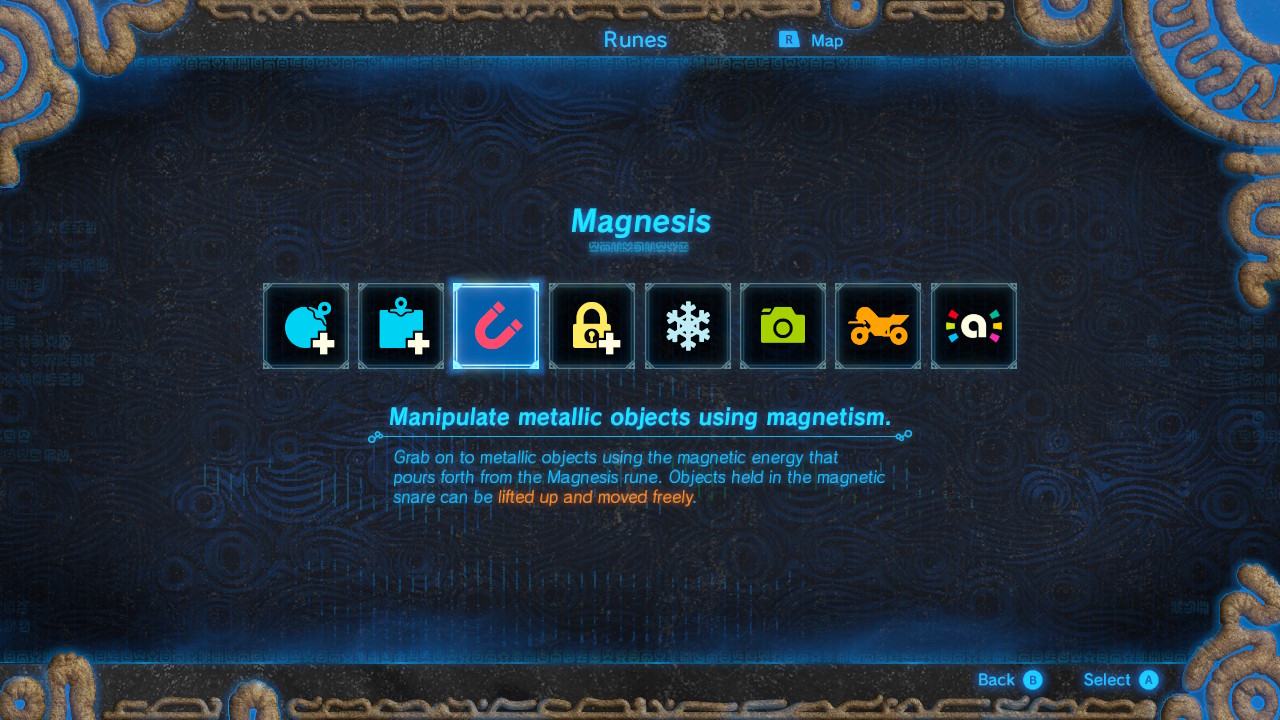 Runes
R Map
Magnesis
a
Manipulate metallic objects using magnetism.
Grab on to metallic objects using the magnetic energy that
pours forth from the Magnesis rune. Objects held in the magnetic
snare can be lifted up and moved freely.
Back B Select A